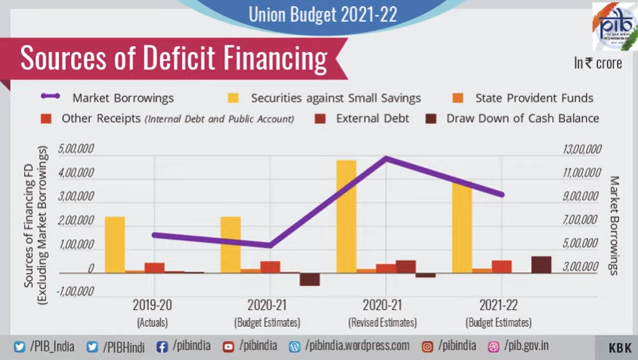 Union Budget 2021-22
pib
Sources of Deficit Financing
In ₹ crore
Market Borrowings
Securities against Small Savings
State Provident Funds
Other Receipts (Internal Debt and Public Account)
External Debt
Draw Down of Cash Balance
Sources of Financing FD
(Excluding Market Borrowings)
5,00,000
4,00,000
3,00,000
2,00,000
1,00,000
0
-1,00,000
13,00,000
11,00,000
9,00,000
7,00,000
5,00,000
3,00,000
Market Borrowings
2019-20
(Actuals)
2020-21
(Budget Estimates)
2020-21
(Revised Estimates)
2021-22
(Budget Estimates)
/PIB_India
/PIBHindi
/pibindia
/pibindia
/pibindia
/pibindia.wordpress.com
/pibindia
/pib.gov.in
KBK